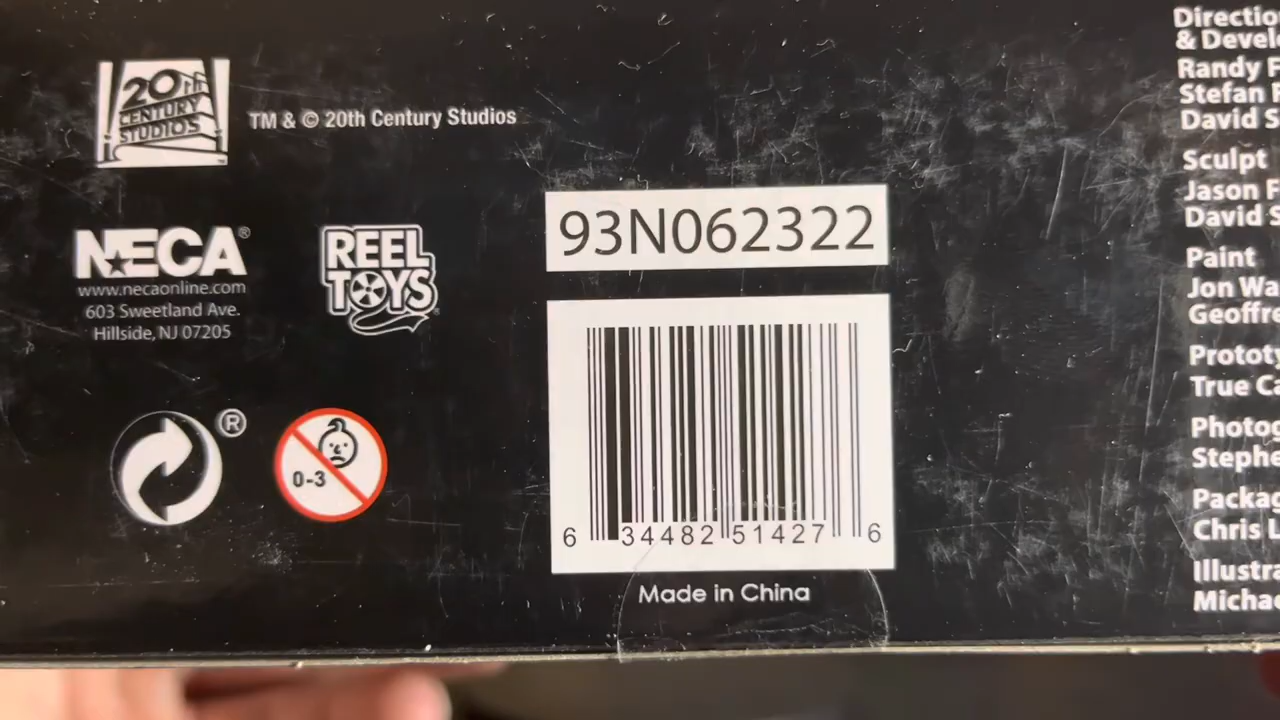 20th
CENTURY
STUDIOS
TM & © 20th Century Studios
NECA®
www.necaonline.com
603 Sweetland Ave.
Hillside, NJ 07205
REEL
TOYS®
®
0-3
93N062322
6 34482 51427 6
Made in China
Directio
& Devel
Randy F
Stefan
David S
Sculpt
Jason F
David S
Paint
Jon Wa
Geoffre
Prototy
True Ca
Photog
Stephe
Packag
Chris L
Illustra
Michae